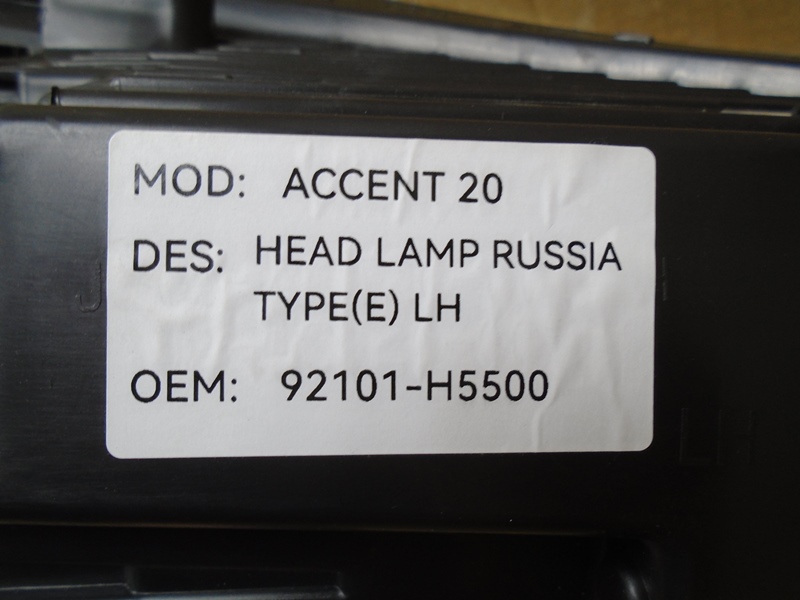 MOD: ACCENT 20
DES: HEAD LAMP RUSSIA
TYPE(E) LH
OEM: 92101-H5500